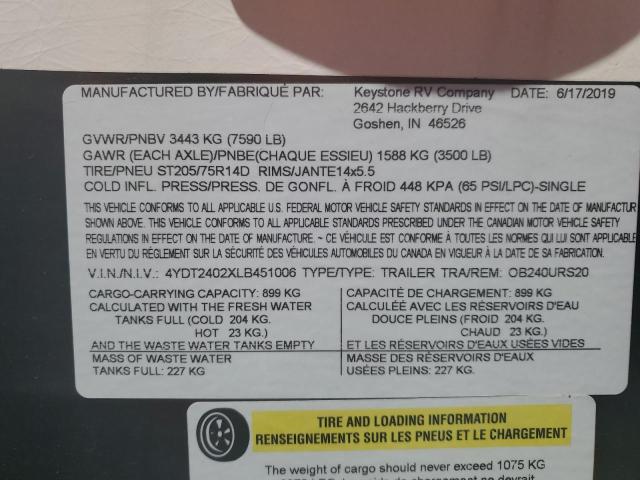 MANUFACTURED BY/FABRIQUÉ PAR: Keystone RV Company DATE: 6/17/2019
2642 Hackberry Drive
Goshen, IN 46526
GVWR/PNBV 3443 KG (7590 LB)
GAWR (EACH AXLE)/PNBE(CHAQUE ESSIEU) 1588 KG (3500 LB)
TIRE/PNEU ST205/75R14D RIMS/JANTE14x5.5
COLD INFL. PRESS/PRESS. DE GONFL. À FROID 448 KPA (65 PSI/LPC)-SINGLE
THIS VEHICLE CONFORMS TO ALL APPLICABLE U.S. FEDERAL MOTOR VEHICLE SAFETY STANDARDS IN EFFECT ON THE DATE OF MANUFACTUR
SHOWN ABOVE. THIS VEHICLE CONFORMS TO ALL APPLICABLE STANDARDS PRESCRIBED UNDER THE CANADIAN MOTOR VEHICLE SAFETY
REGULATIONS IN EFFECT ON THE DATE OF MANUFACTURE. ~ CE VÉHICULE EST CONFORME À TOUTES LES NORMES QUI LUI SONT APPLICABLE
EN VERTU DU RÉGLEMENT SUR LA SÉCURITÉ DES VÉHICULES AUTOMOBILES DU CANADA EN VIGUEUR À LA DATE DE SA FABRICATION.
V.I.N./N.I.V.: 4YDT2402XLB451006 TYPE/TYPE: TRAILER TRA/REM: OB240URS20
CARGO-CARRYING CAPACITY: 899 KG
CALCULATED WITH THE FRESH WATER
TANKS FULL (COLD 204 KG.
HOT 23 KG.)
AND THE WASTE WATER TANKS EMPTY
MASS OF WASTE WATER
TANKS FULL: 227 KG
CAPACITÉ DE CHARGEMENT: 899 KG
CALCULÉE AVEC LES RÉSERVOIRS D'EAU
DOUCE PLEINS (FROID 204 KG.
CHAUD 23 KG.)
ET LES RÉSERVOIRS D'EAUX USÉES VIDES
MASSE DES RÉSERVOIRS D'EAUX
USÉES PLEINS: 227 KG.
TIRE AND LOADING INFORMATION
RENSEIGNEMENTS SUR LES PNEUS ET LE CHARGEMENT
The weight of cargo should never exceed 1075 KG